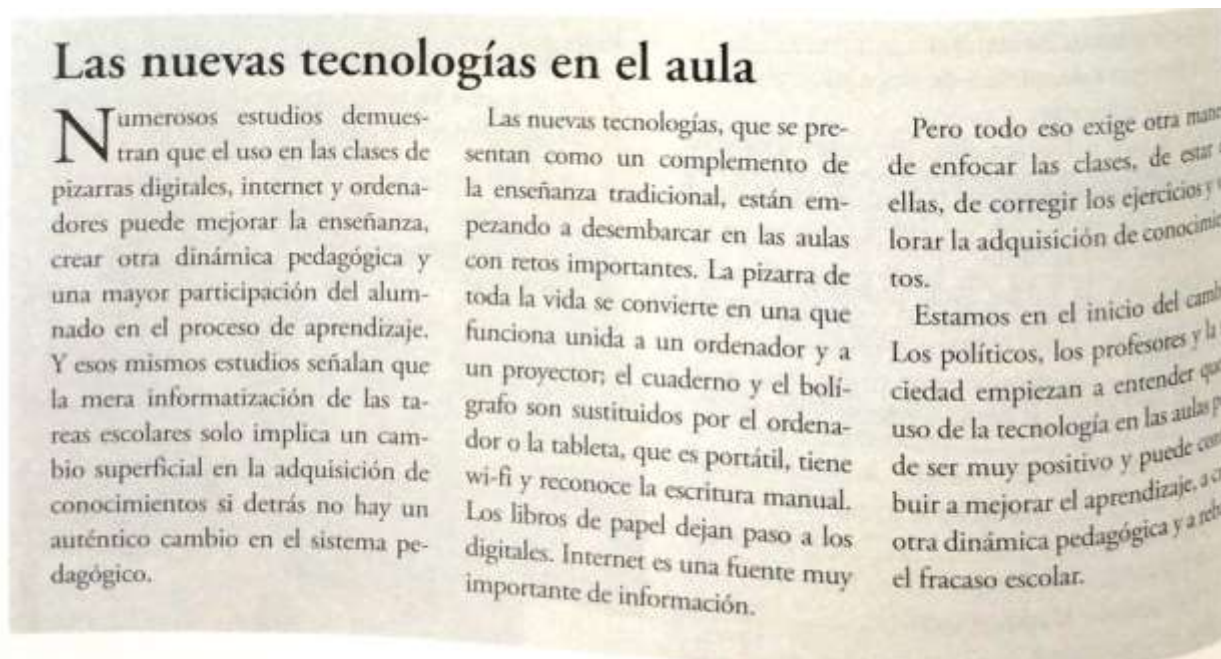 Las nuevas tecnologías en el aula
Numerosos estudios demues-
tran que el uso en las clases de
pizarras digitales, internet y ordena-
dores puede mejorar la enseñanza,
crear otra dinámica pedagógica y
una mayor participación del alum-
nado en el proceso de aprendizaje.
Y esos mismos estudios señalan que
la mera informatización de las ta-
reas escolares solo implica un cam-
bio superficial en la adquisición de
conocimientos si detrás no hay un
auténtico cambio en el sistema pe-
dagógico.
Las nuevas tecnologías, que se pre-
sentan como un complemento de
la enseñanza tradicional, están em-
pezando a desembarcar en las aulas
con retos importantes. La pizarra de
toda la vida se convierte en una que
funciona unida a un ordenador y a
un proyector; el cuaderno y el bolí-
grafo son sustituidos por el ordena-
dor o la tableta, que es portátil, tiene
wi-fi y reconoce la escritura manual.
Los libros de papel dejan paso a los
digitales. Internet es una fuente muy
importante de información.
Pero todo eso exige otra
de enfocar las clases, de estar
ellas, de corregir los ejercicios y
lorar la adquisición de
tos.
Estamos en el inicio del
Los políticos, los profesores y la
ciedad empiezan a entender
uso de la tecnología en las aulas
de ser muy positivo y puede
buir a mejorar el aprendizaje, a
otra dinámica pedagógica y a
el fracaso escolar.